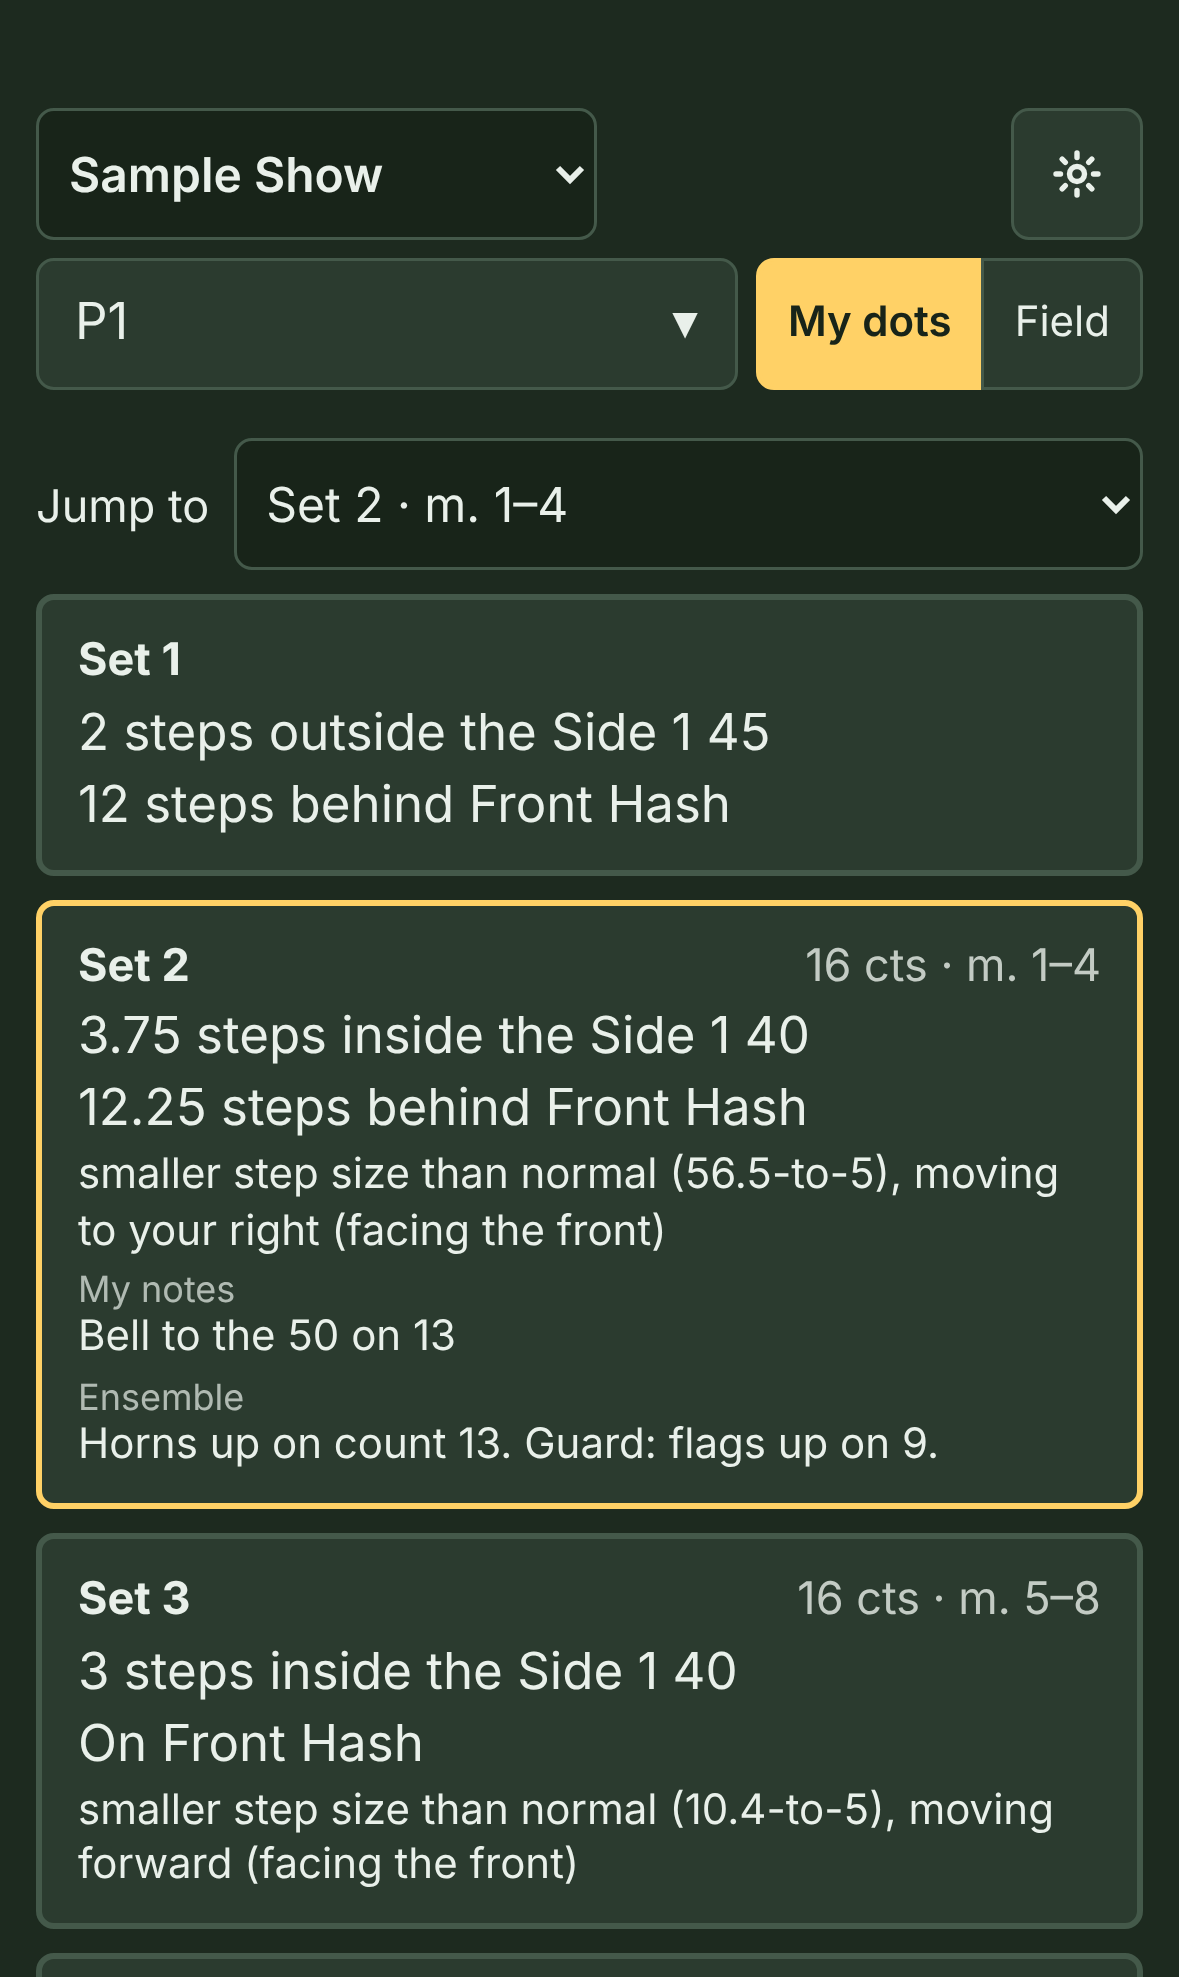 Sample Show
P1
My dots
Field
Jump to
Set 2 · m. 1–4
Set 1
2 steps outside the Side 1 45
12 steps behind Front Hash
Set 2
16 cts · m. 1–4
3.75 steps inside the Side 1 40
12.25 steps behind Front Hash
smaller step size than normal (56.5-to-5), moving
to your right (facing the front)
My notes
Bell to the 50 on 13
Ensemble
Horns up on count 13. Guard: flags up on 9.
Set 3
16 cts · m. 5–8
3 steps inside the Side 1 40
On Front Hash
smaller step size than normal (10.4-to-5), moving
forward (facing the front)